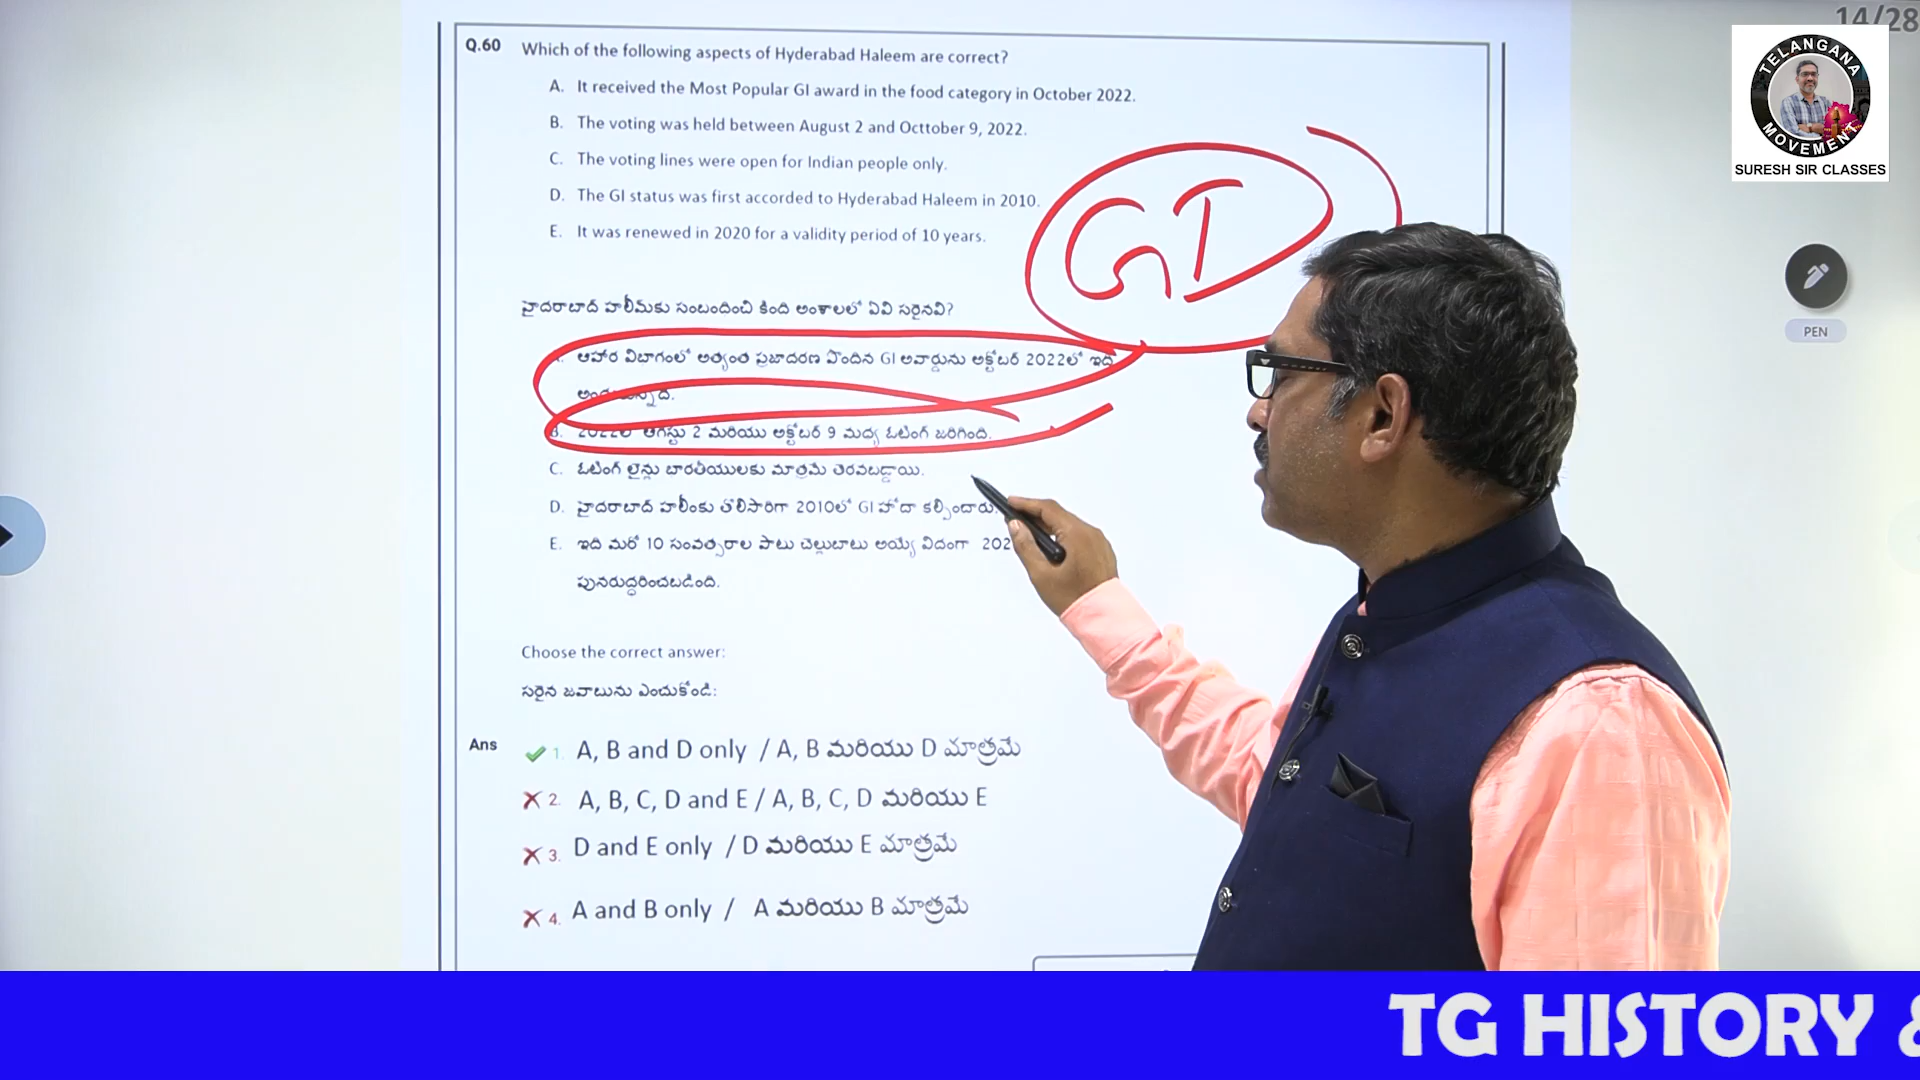 14/28
TELANGANA
MOVEMENT
SURESH SIR CLASSES
PEN
Q.60 Which of the following aspects of Hyderabad Haleem are correct?
A. It received the Most Popular GI award in the food category in October 2022.
B. The voting was held between August 2 and Octtober 9, 2022.
C. The voting lines were open for Indian people only.
D. The GI status was first accorded to Hyderabad Haleem in 2010.
E. It was renewed in 2020 for a validity period of 10 years.
GI
హైదరాబాద్ హలీమ్‌కు సంబందించి కింది అంశాలలో ఏవి సరైనవి?
ఆహార విభాగంలో అత్యంత ప్రజాదరణ పొందిన GI అవార్డును అక్టోబర్ 2022లో ఇది
B. 2022లో ఆగస్టు 2 మరియు అక్టోబర్ 9 మధ్య ఓటింగ్ జరిగింది.
C. ఓటింగ్ లైన్లు భారతీయులకు మాత్రమే తెరవబడ్డాయి.
D. హైదరాబాద్ హలీంకు తొలిసారిగా 2010లో GI హోదా కల్పించారు.
E. ఇది మరో 10 సంవత్సరాల పాటు చెల్లుబాటు అయ్యే విదంగా 202
పునరుద్ధరించబడింది.
Choose the correct answer:
సరైన జవాబును ఎంచుకోండి:
Ans 1. A, B and D only / A, B మరియు D మాత్రమే
2. A, B, C, D and E / A, B, C, D మరియు E
3. D and E only / D మరియు E మాత్రమే
4. A and B only / A మరియు B మాత్రమే
TG HISTORY &